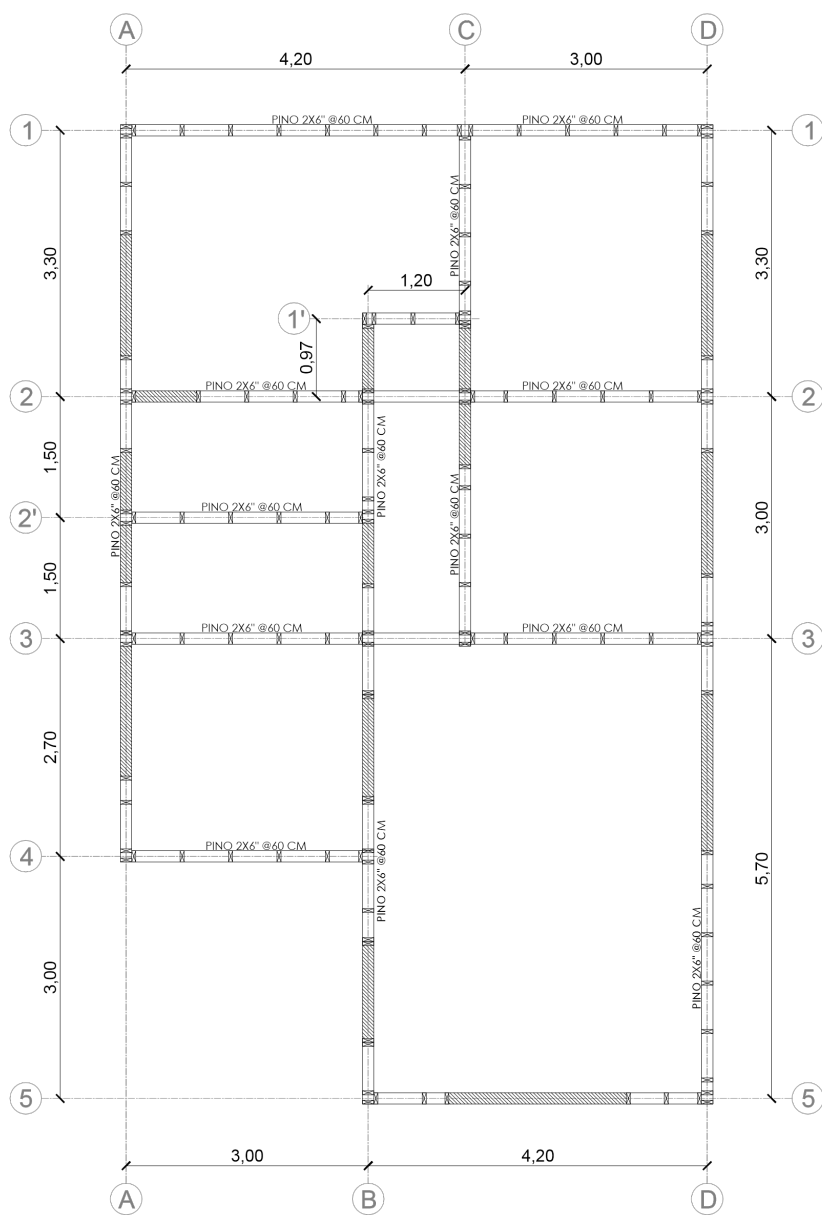 A
C
D
4,20
3,00
1
PINO 2X6" @60 CM
PINO 2X6" @60 CM
1
3,30
PINO 2X6" @60 CM
3,30
1,20
1'
0,97
2
PINO 2X6" @60 CM
PINO 2X6" @60 CM
2
1,50
PINO 2X6" @60 CM
PINO 2X6" @60 CM
PINO 2X6" @60 CM
3,00
2'
PINO 2X6" @60 CM
1,50
3
PINO 2X6" @60 CM
PINO 2X6" @60 CM
3
2,70
4
PINO 2X6" @60 CM
PINO 2X6" @60 CM
5,70
PINO 2X6" @60 CM
3,00
5
5
3,00
4,20
A
B
D